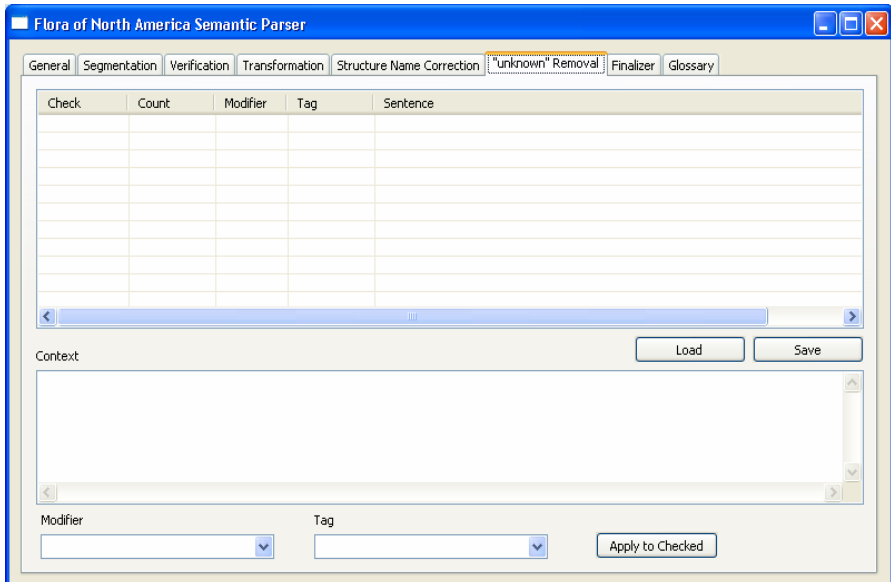 Flora of North America Semantic Parser
General Segmentation Verification Transformation Structure Name Correction "unknown" Removal Finalizer Glossary
Check Count Modifier Tag Sentence
Load Save
Context
Modifier Tag
Apply to Checked